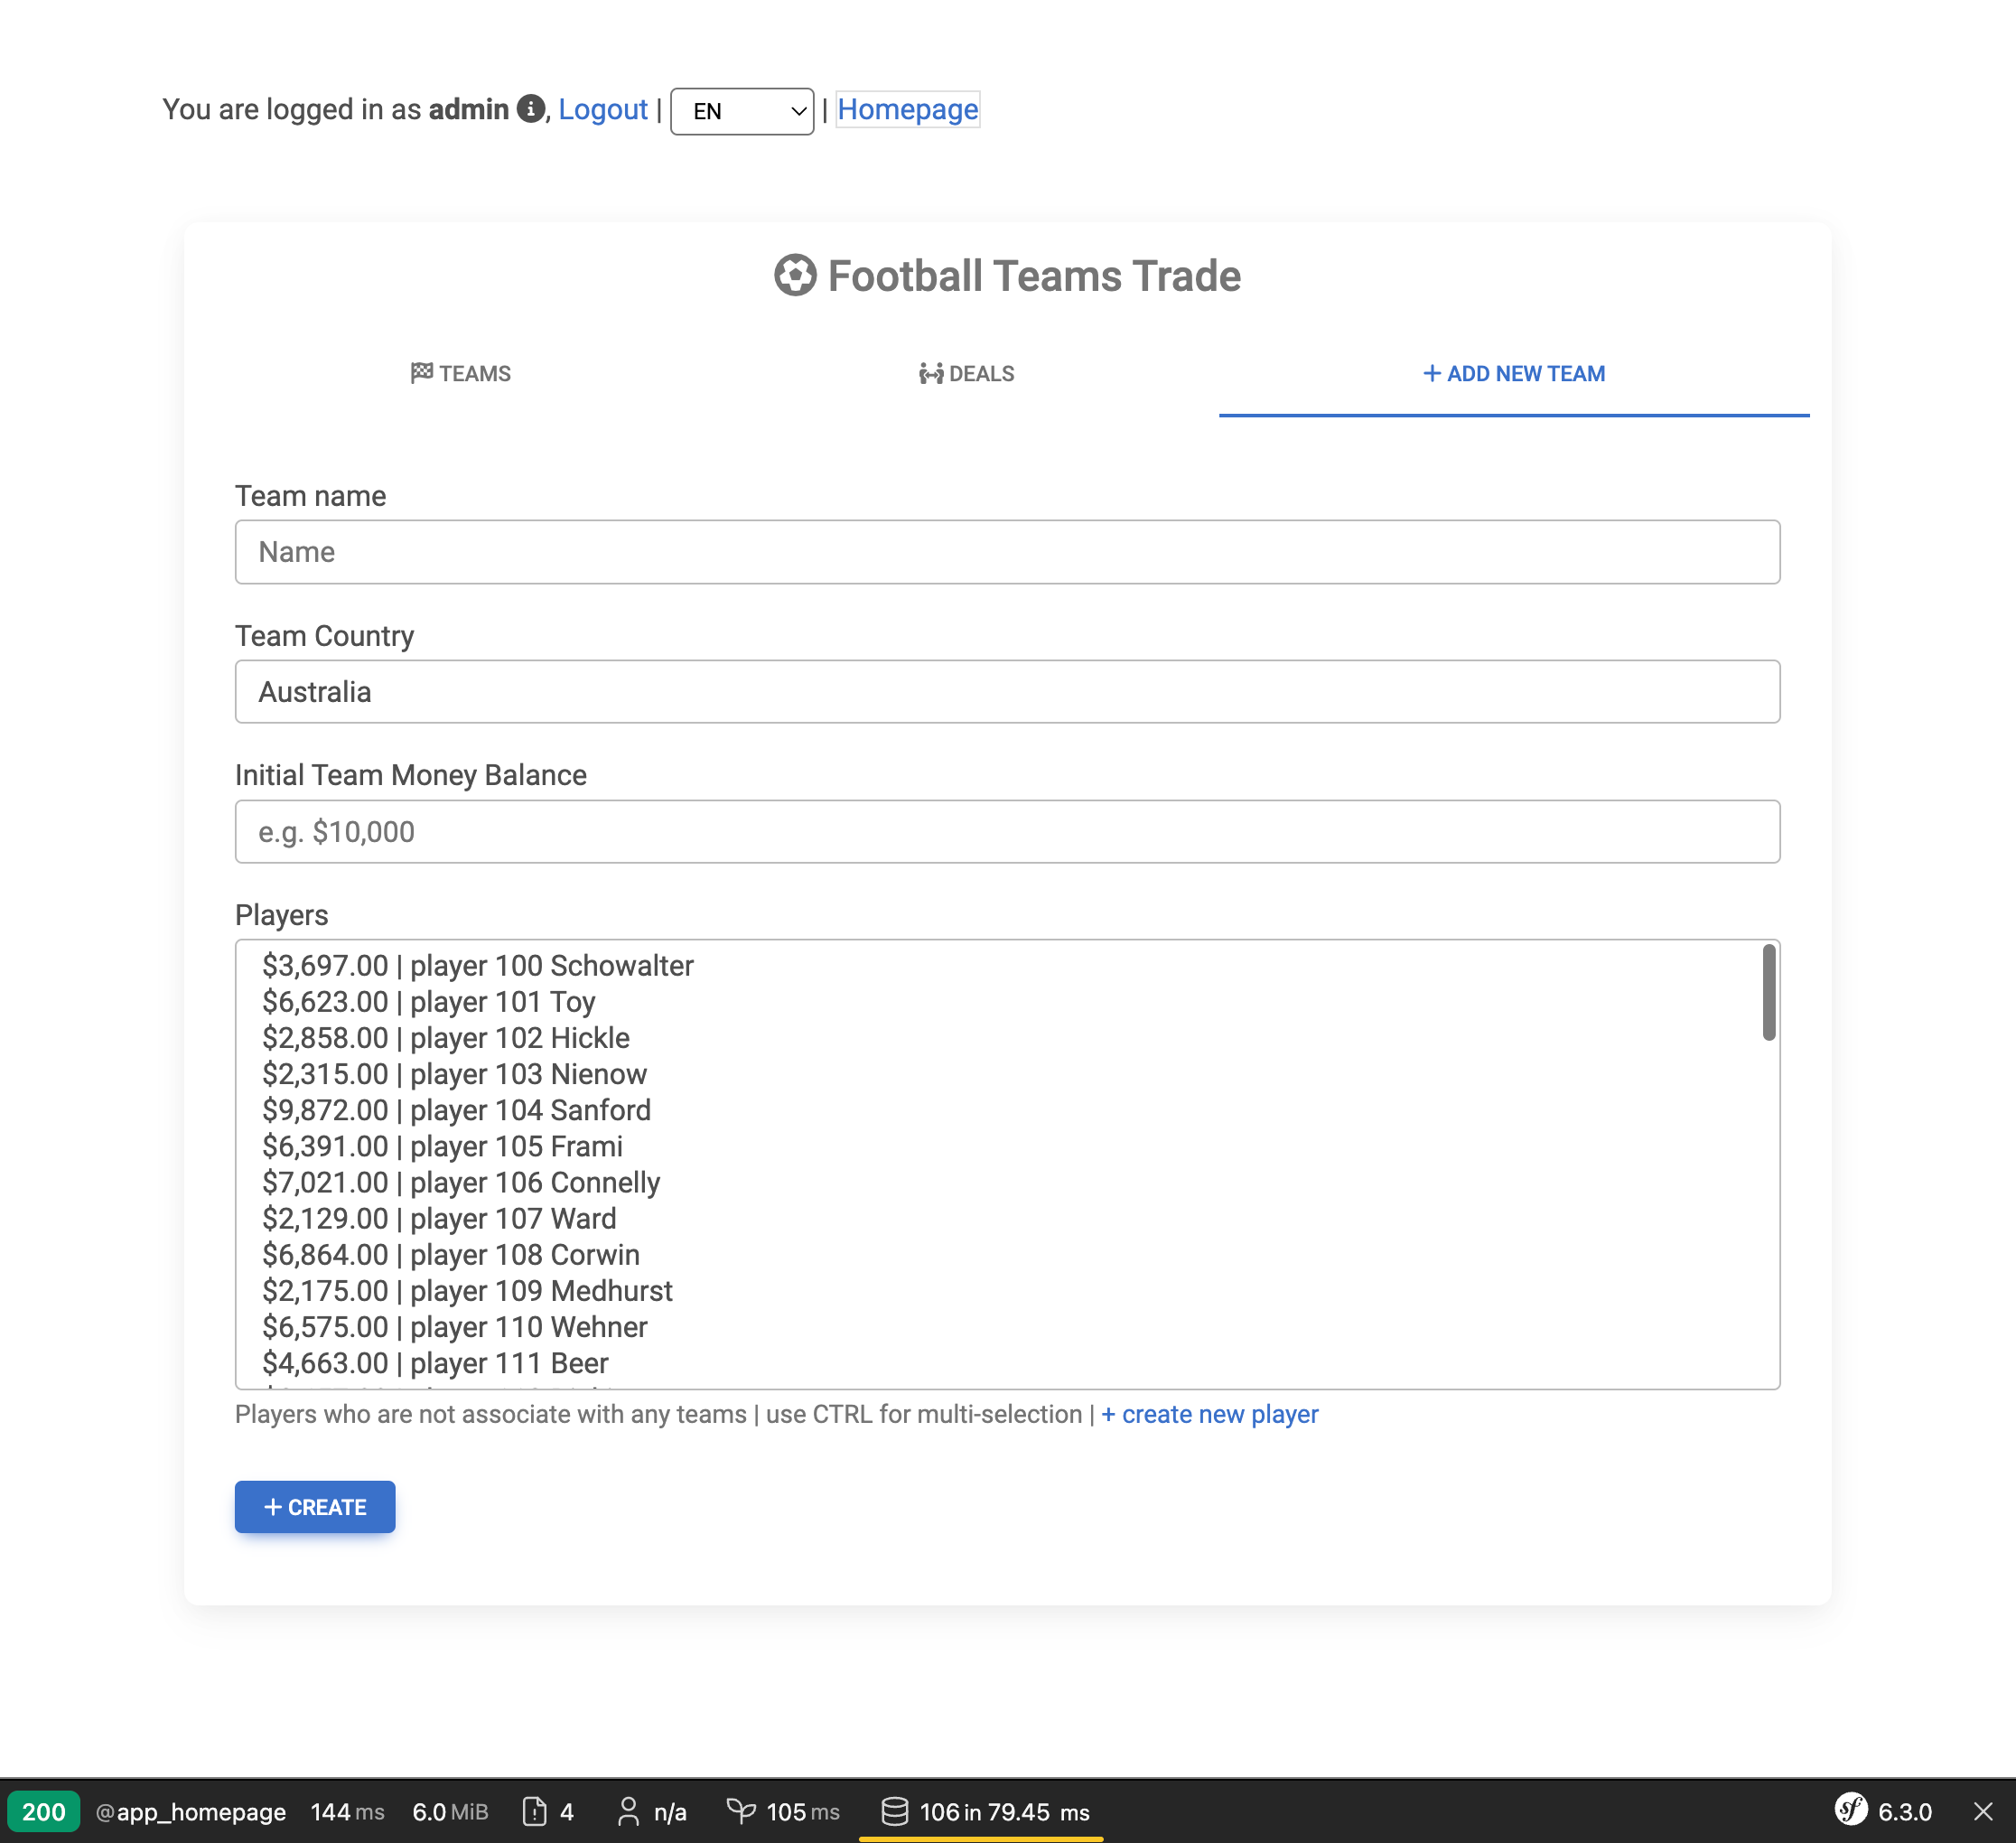 You are logged in as admin, Logout | EN | Homepage
Football Teams Trade
TEAMS DEALS + ADD NEW TEAM
Team name
Name
Team Country
Australia
Initial Team Money Balance
e.g. $10,000
Players
$3,697.00 | player 100 Schowalter
$6,623.00 | player 101 Toy
$2,858.00 | player 102 Hickle
$2,315.00 | player 103 Nienow
$9,872.00 | player 104 Sanford
$6,391.00 | player 105 Frami
$7,021.00 | player 106 Connelly
$2,129.00 | player 107 Ward
$6,864.00 | player 108 Corwin
$2,175.00 | player 109 Medhurst
$6,575.00 | player 110 Wehner
$4,663.00 | player 111 Beer
Players who are not associate with any teams | use CTRL for multi-selection | + create new player
+ CREATE
200 @app_homepage 144 ms 6.0 MiB 4 n/a 105 ms 106 in 79.45 ms sf 6.3.0